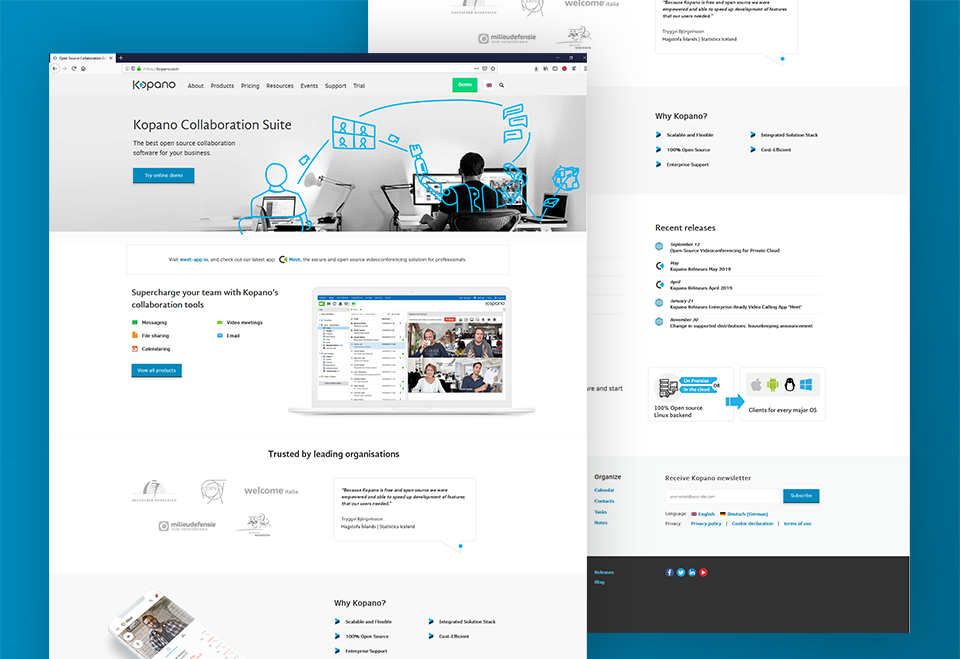 Open Source Collaboration
https://kopano.com
Kopano
About
Products
Pricing
Resources
Events
Support
Trial
Demo
Kopano Collaboration Suite
The best open source collaboration
software for your business.
Try online demo
Visit meet-app.io, and check out our latest app: Meet, the secure and open source videoconferencing solution for professionals.
Supercharge your team with Kopano's
collaboration tools
Messaging
Video meetings
File sharing
Email
Calendaring
View all products
kopano
Trusted by leading organisations
DEUTSCHER BUNDESTAG
CERN
welcome italia
milieudefensie
"Because Kopano is free and open source we were
empowered and able to speed up development of features
that our users needed."
Tryggvi Björgvinsson
Hagstofa Íslands | Statistics Iceland
Why Kopano?
Scalable and Flexible
Integrated Solution Stack
100% Open Source
Cost-Efficient
Enterprise Support
welcome italia
milieudefensie
"Because Kopano is free and open source we were
empowered and able to speed up development of features
that our users needed."
Tryggvi Björgvinsson
Hagstofa Íslands | Statistics Iceland
Why Kopano?
Scalable and Flexible
Integrated Solution Stack
100% Open Source
Cost-Efficient
Enterprise Support
Recent releases
September 12
Open-Source Videoconferencing for Private Cloud
May
Kopano Releases May 2019
April
Kopano Releases April 2019
January 21
Kopano Releases Enterprise-Ready Video Calling App "Meet"
November 30
Change in supported distributions: housekeeping announcement
ure and start
On Premise
OR
In the cloud
100% Open source
Linux backend
Clients for every major OS
Organize
Calendar
Contacts
Tasks
Notes
Receive Kopano newsletter
your-email@your-site.com
Subscribe
Language: English Deutsch (German)
Privacy: Privacy policy | Cookie declaration | terms of use
Releases
Blog